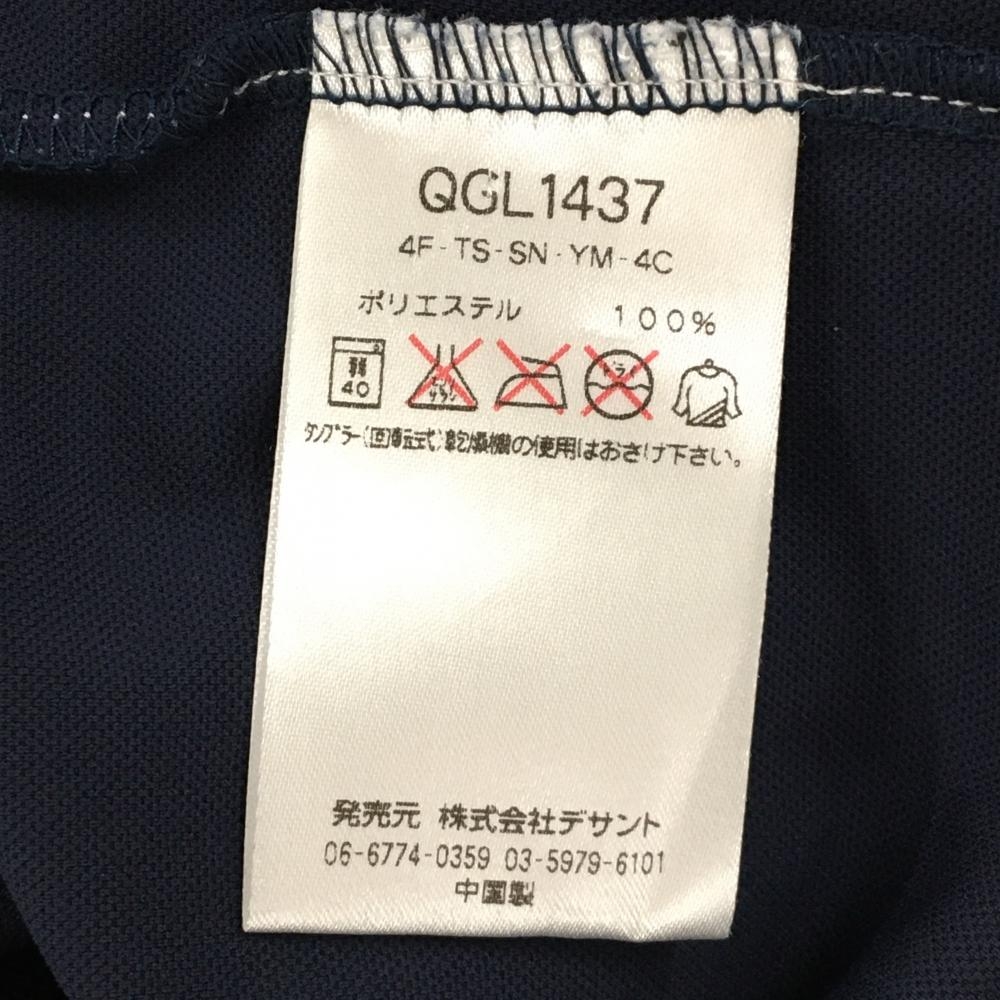 QGL1437
4F-TS-SN-YM-4C
ポリエステル 100%
弱 40
タンブラー(回転式)乾燥機の使用はおさけ下さい。
発売元 株式会社デサント
06-6774-0359 03-5979-6101
中国製